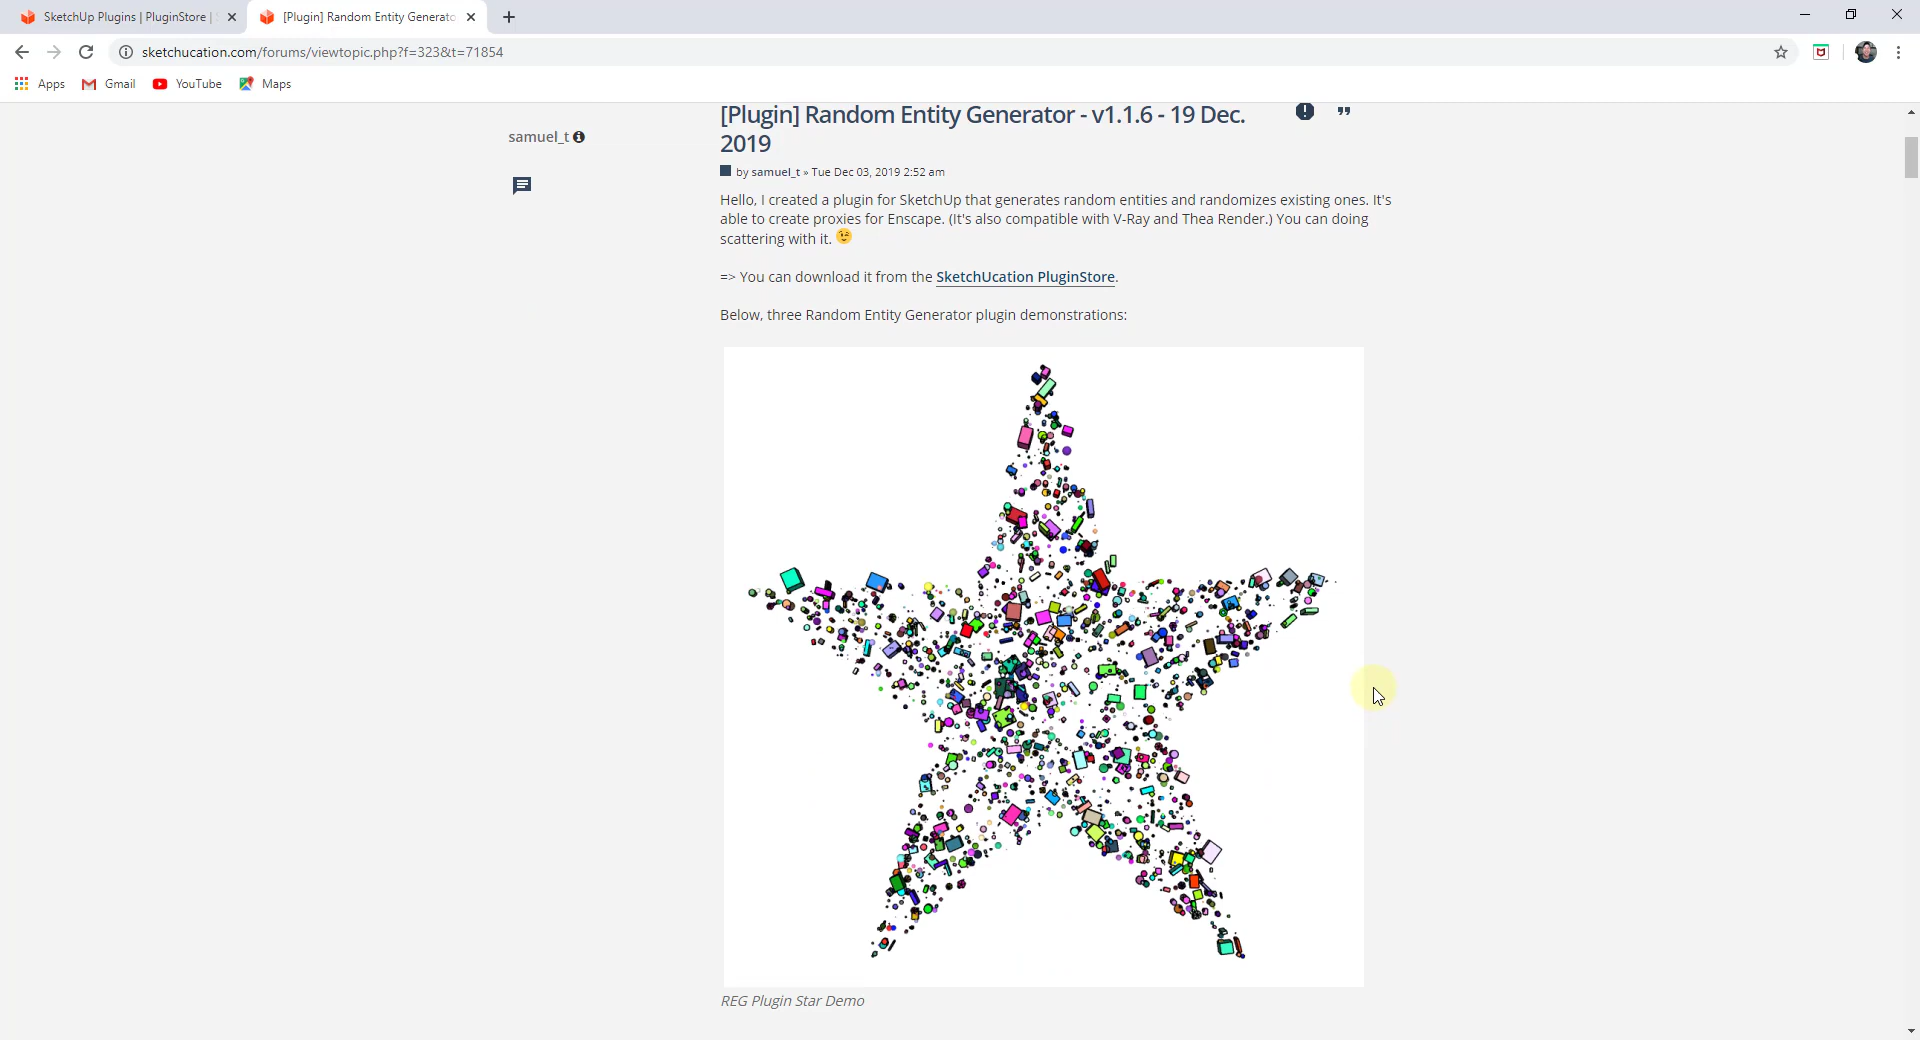 SketchUp Plugins | PluginStore |
[Plugin] Random Entity Generato
sketchucation.com/forums/viewtopic.php?f=323&t=71854
Apps Gmail YouTube Maps
samuel_t
[Plugin] Random Entity Generator - v1.1.6 - 19 Dec.
2019
by samuel_t » Tue Dec 03, 2019 2:52 am
Hello, I created a plugin for SketchUp that generates random entities and randomizes existing ones. It's
able to create proxies for Enscape. (It's also compatible with V-Ray and Thea Render.) You can doing
scattering with it. 😉
=> You can download it from the SketchUcation PluginStore.
Below, three Random Entity Generator plugin demonstrations:
REG Plugin Star Demo